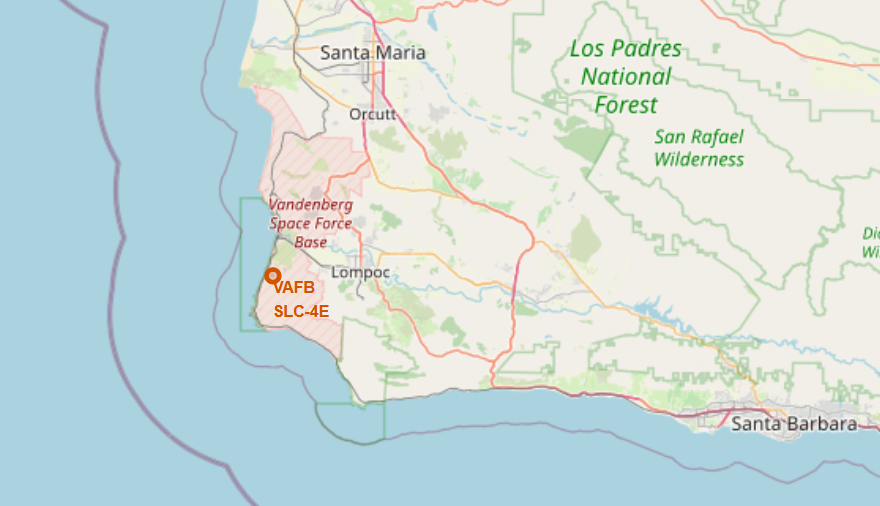 Santa Maria
Los Padres
National
Forest
Orcutt
San Rafael
Wilderness
Vandenberg
Space Force
Base
Lompoc
VAFB
SLC-4E
Santa Barbara